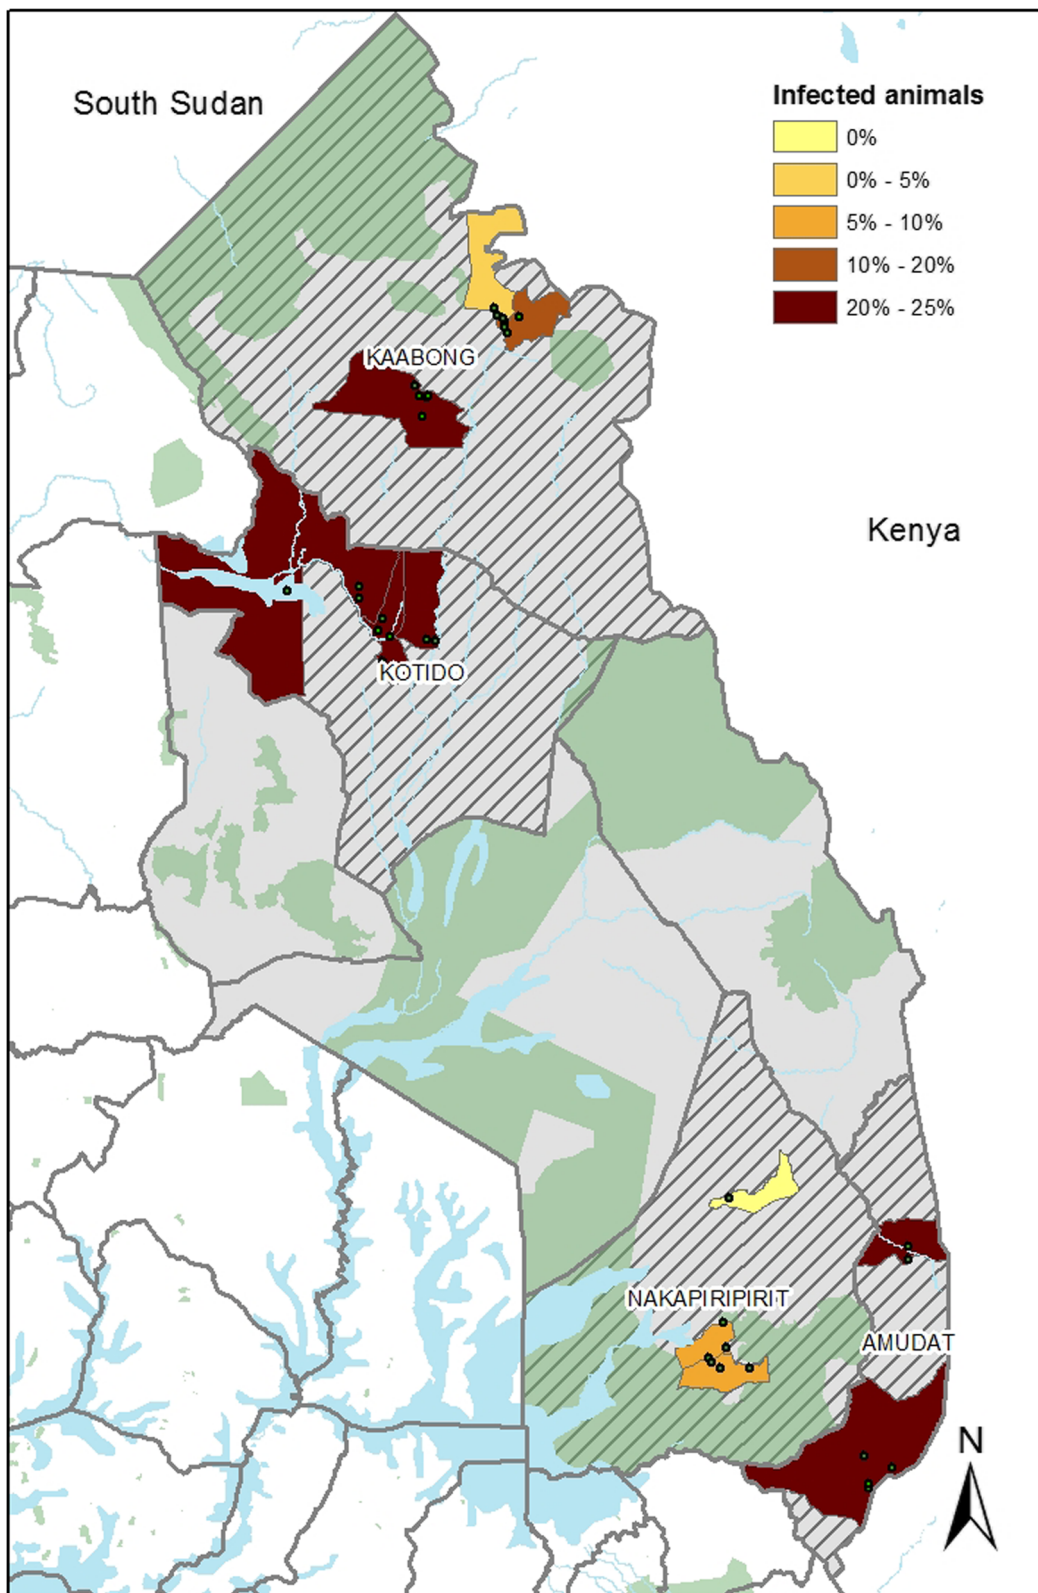 South Sudan
Infected animals
0%
0% - 5%
5% - 10%
10% - 20%
20% - 25%
KAABONG
Kenya
KOTIDO
NAKAPIRIPIRIT
AMUDAT
N